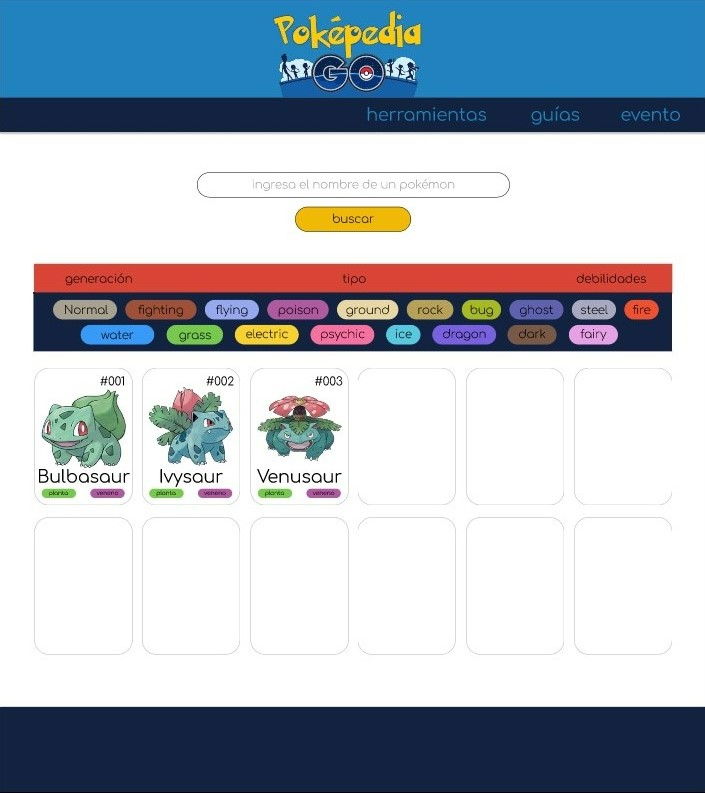 Poképedia
GO
herramientas guías evento
ingresa el nombre de un pokémon
buscar
generación tipo debilidades
Normal fighting flying poison ground rock bug ghost steel fire
water grass electric psychic ice dragon dark fairy
#001 #002 #003
Bulbasaur Ivysaur Venusaur
planta veneno planta veneno planta veneno